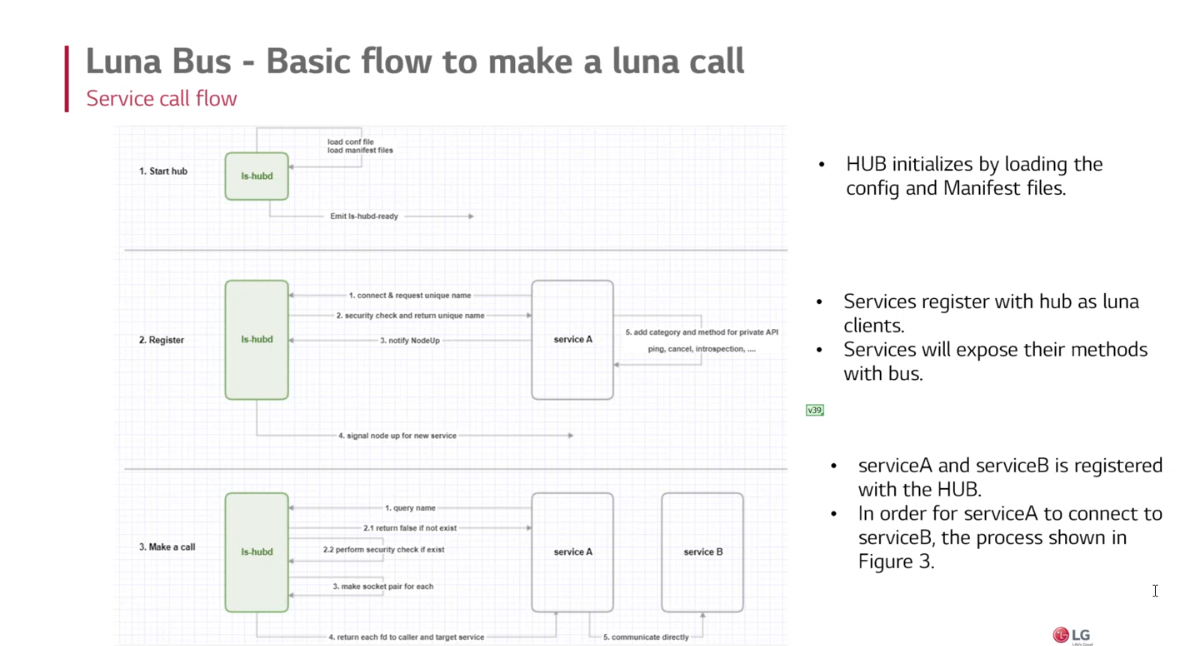 Luna Bus - Basic flow to make a luna call
Service call flow
1. Start hub
ls-hubd
load conf file
load manifest files
Emit ls-hubd-ready
HUB initializes by loading the
config and Manifest files.
2. Register
ls-hubd
1. connect & request unique name
2. security check and return unique name
3. notify NodeUp
service A
5. add category and method for private API
ping, cancel, introspection, ....
4. signal node up for new service
• Services register with hub as luna
clients.
• Services will expose their methods
with bus.
v39
3. Make a call
ls-hubd
1. query name
2.1 return false if not exist
2.2 perform security check if exist
3. make socket pair for each
service A
service B
4. return each fd to caller and target service
5. communicate directly
• serviceA and serviceB is registered
with the HUB.
• In order for serviceA to connect to
serviceB, the process shown in
Figure 3.
LG